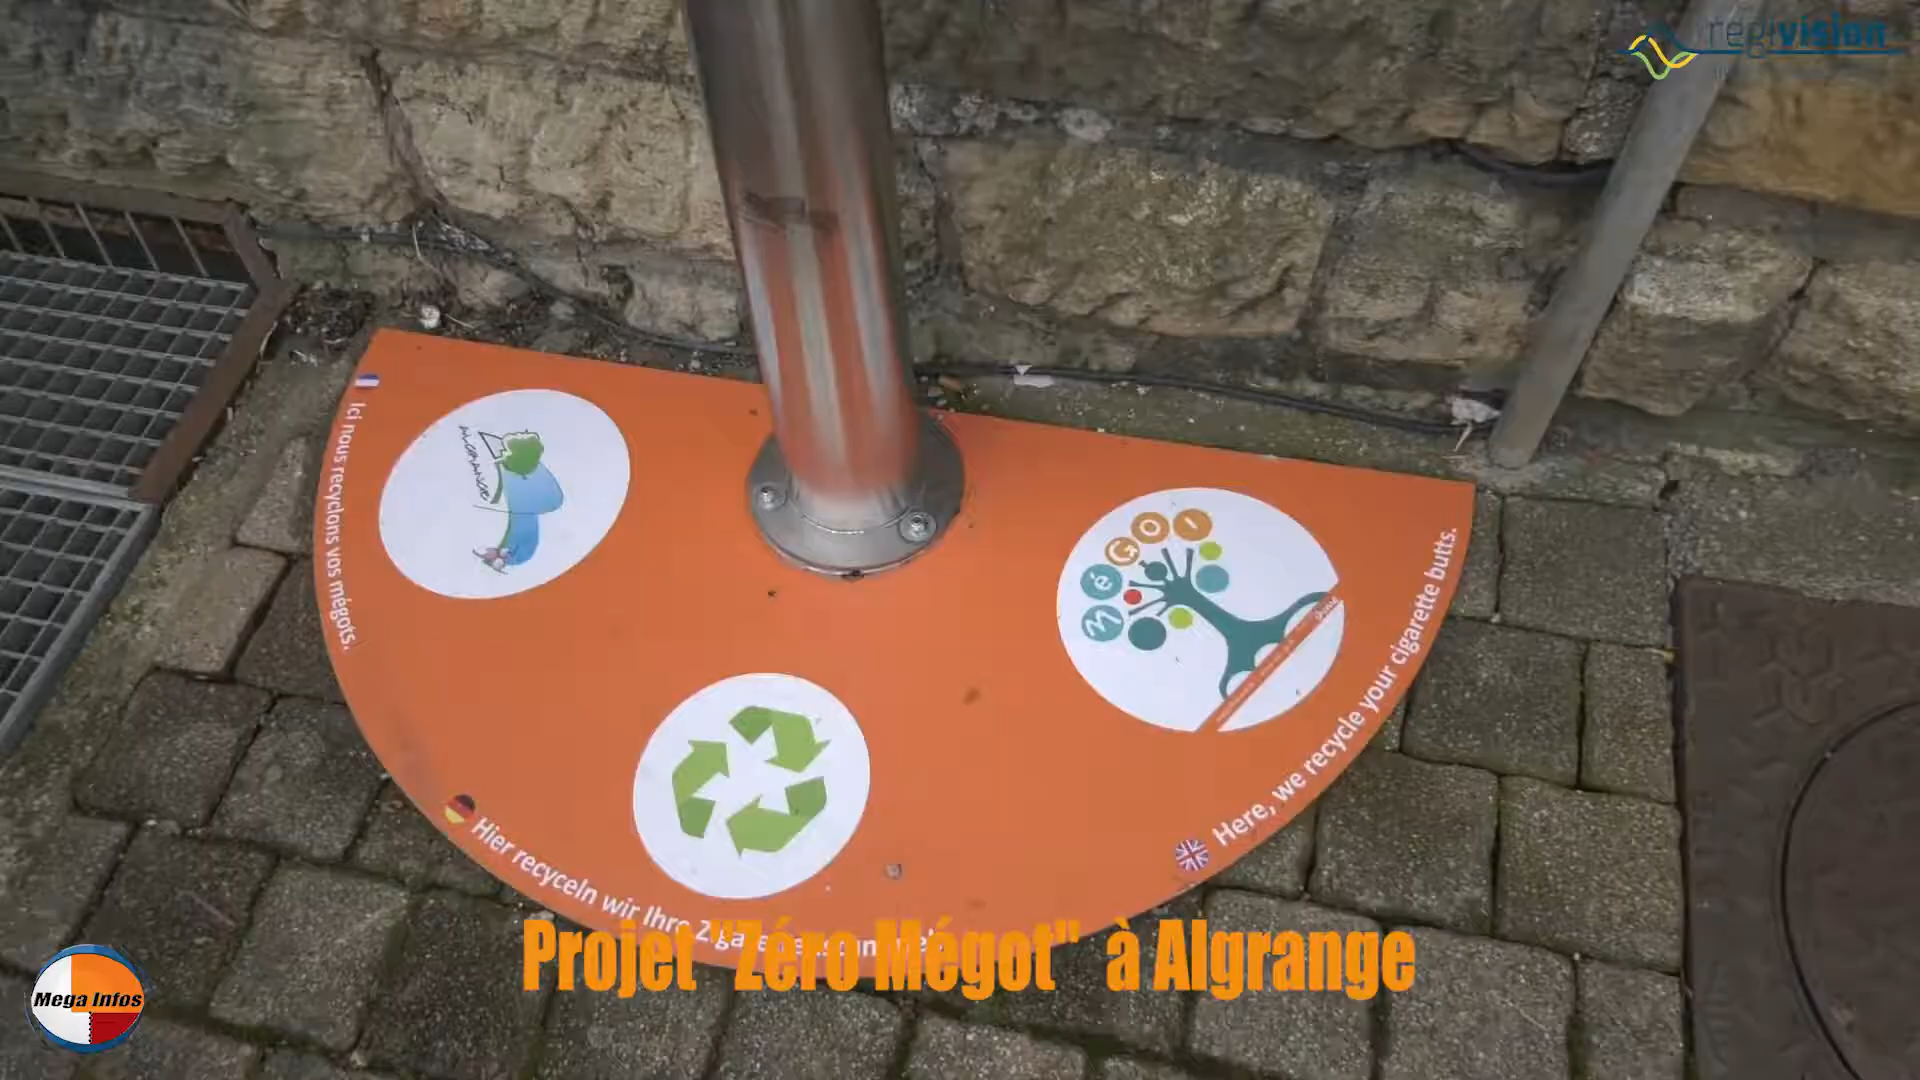 regivision
Ici nous recyclons vos mégots.
MéGOT
Hier recyceln wir Ihre
Here, we recycle your cigarette butts.
Projet "Zéro Mégot" à Algrange
Mega Infos